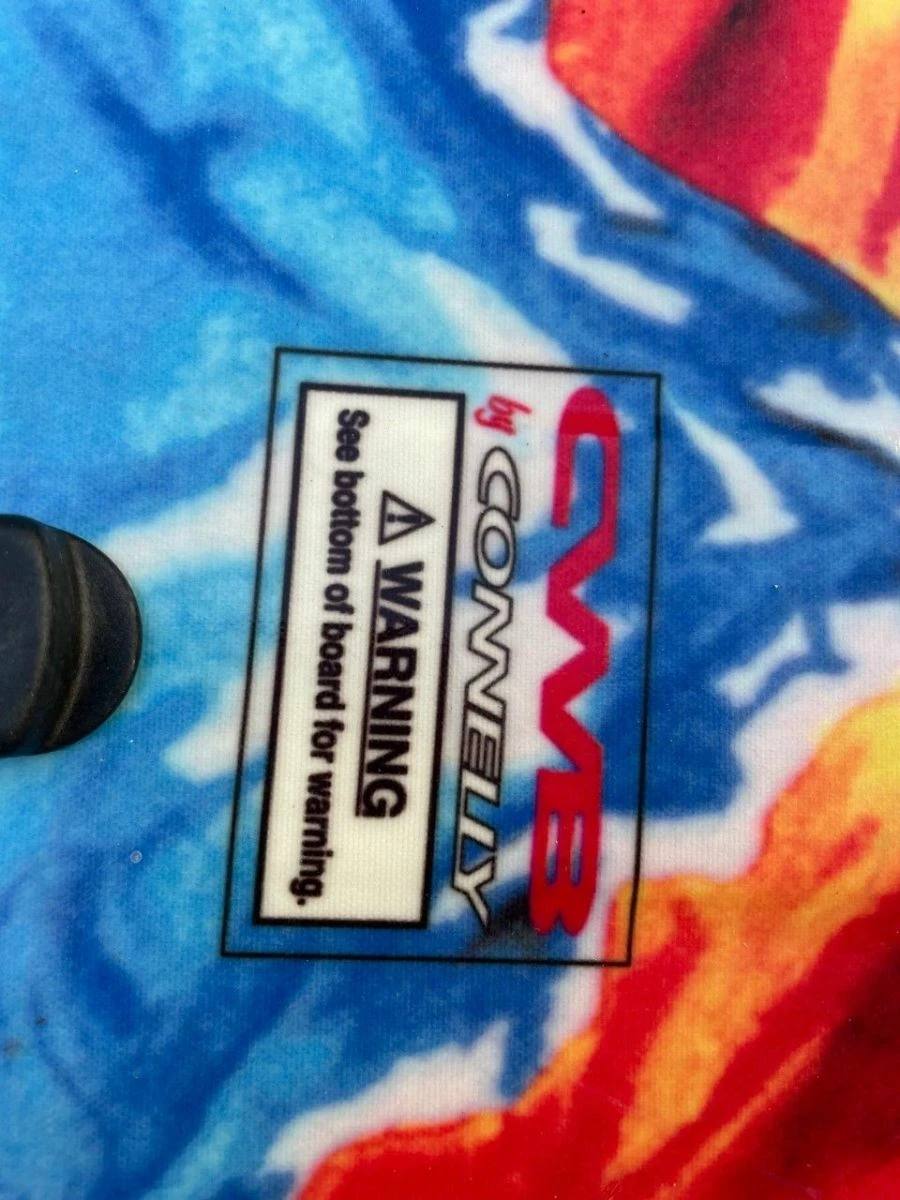 CWB
by CONNELLY
⚠ WARNING
See bottom of board for warning.